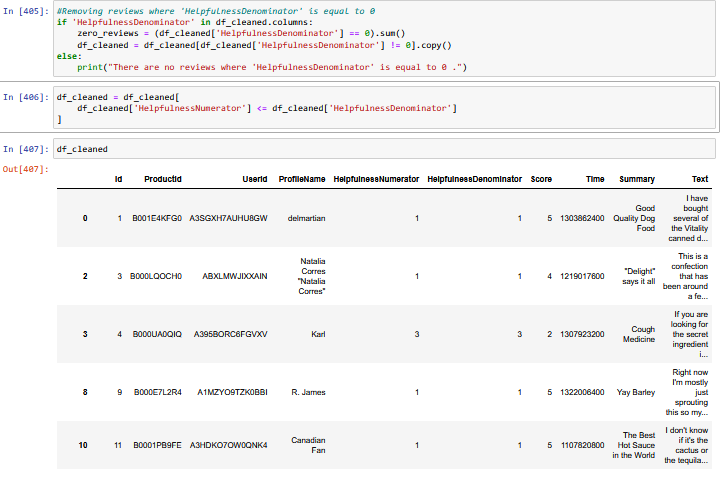 In [405]: #Removing reviews where 'HelpfulnessDenominator' is equal to 0
if 'HelpfulnessDenominator' in df_cleaned.columns:
    zero_reviews = (df_cleaned['HelpfulnessDenominator'] == 0).sum()
    df_cleaned = df_cleaned[df_cleaned['HelpfulnessDenominator'] != 0].copy()
else:
    print("There are no reviews where 'HelpfulnessDenominator' is equal to 0 .")
In [406]: df_cleaned = df_cleaned[
    df_cleaned['HelpfulnessNumerator'] <= df_cleaned['HelpfulnessDenominator']
]
In [407]: df_cleaned
Out[407]:
Id ProductId UserId ProfileName HelpfulnessNumerator HelpfulnessDenominator Score Time Summary Text
0 1 B001E4KFG0 A3SGXH7AUHU8GW delmartian 1 1 5 1303862400 Good Quality Dog Food I have bought several of the Vitality canned d...
2 3 B000LQOCH0 ABXLMWJIXXAIN Natalia Corres "Natalia Corres" 1 1 4 1219017600 "Delight" says it all This is a confection that has been around a fe...
3 4 B000UA0QIQ A395BORC6FGVXV Karl 3 3 2 1307923200 Cough Medicine If you are looking for the secret ingredient i...
8 9 B000E7L2R4 A1MZYO9TZK0BBI R. James 1 1 5 1322006400 Yay Barley Right now I'm mostly just sprouting this so my...
10 11 B0001PB9FE A3HDKO7OW0QNK4 Canadian Fan 1 1 5 1107820800 The Best Hot Sauce in the World I don't know if it's the cactus or the tequila...